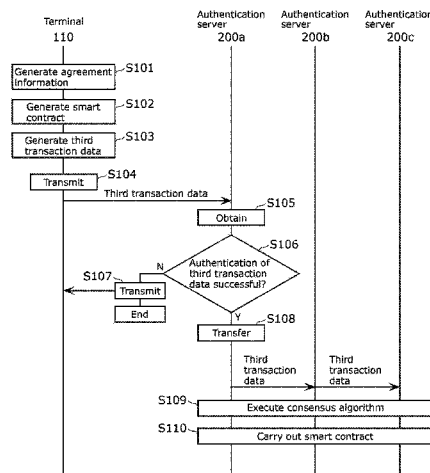 Terminal
110
Authentication
server
200a
Authentication
server
200b
Authentication
server
200c
S101
Generate agreement
information
S102
Generate smart
contract
S103
Generate third
transaction data
S104
Transmit
Third transaction data
S105
Obtain
S106
Authentication of
third transaction
data successful?
N
S107
Transmit
End
Y
S108
Transfer
Third
transaction
data
Third
transaction
data
S109
Execute consensus algorithm
S110
Carry out smart contract